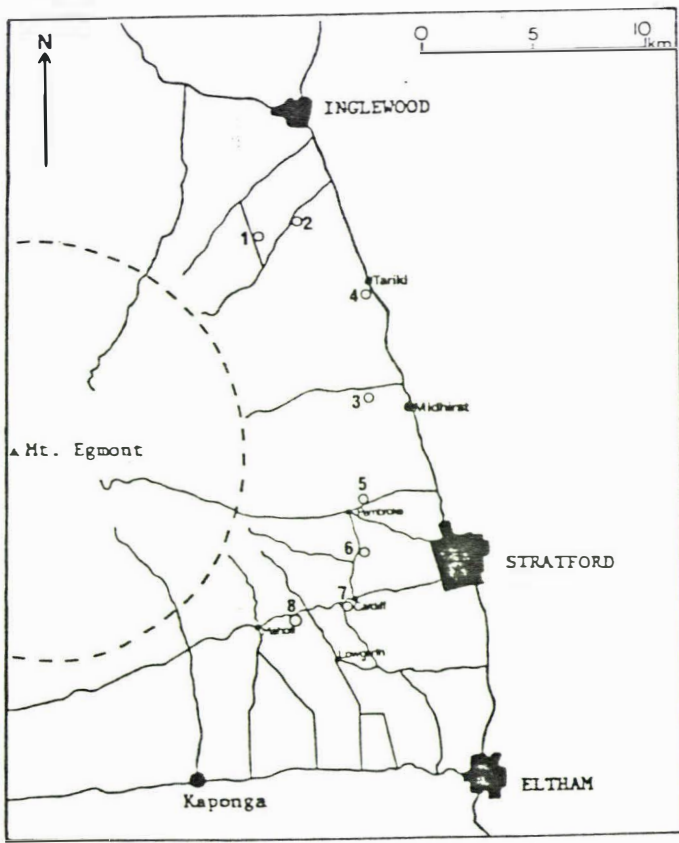 N
0 5 10
km
INGLEWOOD
1
2
Tariki
4
3
Midhirst
Mt. Egmont
5
Pembroke
6
STRATFORD
7
Cardiff
8
Mahoe
Lowgarth
Kaponga
ELTHAM